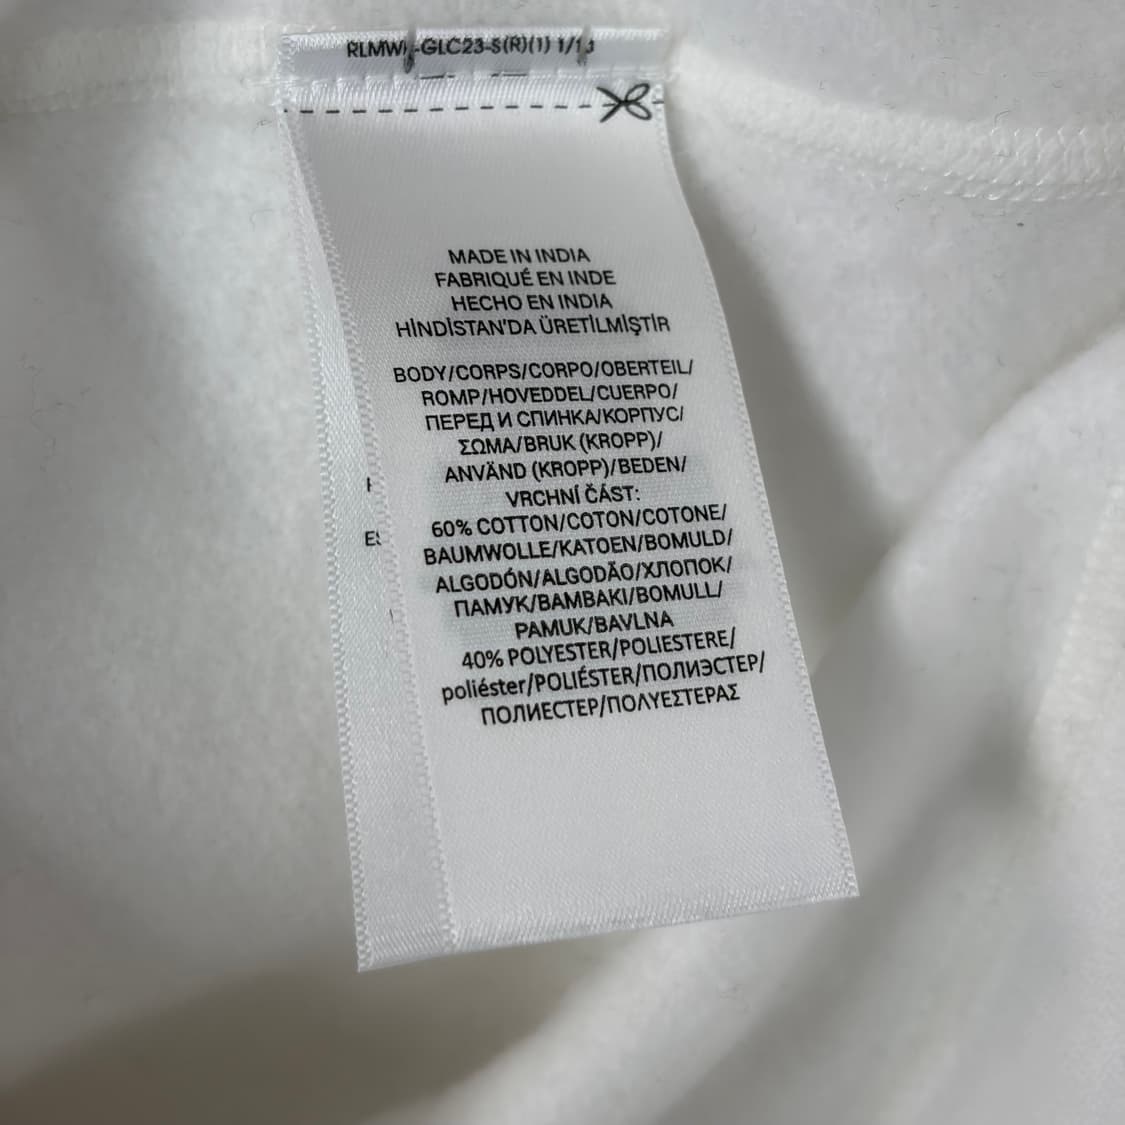 RLMWI-GLC23-S(R)(1) 1/13
MADE IN INDIA
FABRIQUÉ EN INDE
HECHO EN INDIA
HİNDİSTAN'DA ÜRETİLMİŞTİR
BODY/CORPS/CORPO/OBERTEIL/
ROMP/HOVEDDEL/CUERPO/
ПЕРЕД И СПИНКА/КОРПУС/
ΣΩΜΑ/BRUK (KROPP)/
ANVÄND (KROPP)/BEDEN/
VRCHNÍ ČÁST:
60% COTTON/COTON/COTONE/
BAUMWOLLE/KATOEN/BOMULD/
ALGODÓN/ALGODÃO/ХЛОПОК/
ПАМУК/ΒΑΜΒΑΚΙ/BOMULL/
PAMUK/BAVLNA
40% POLYESTER/POLIESTERE/
poliéster/POLIÉSTER/ПОЛИЭСТЕР/
ПОЛИЕСТЕР/ΠΟΛΥΕΣΤΕΡΑΣ